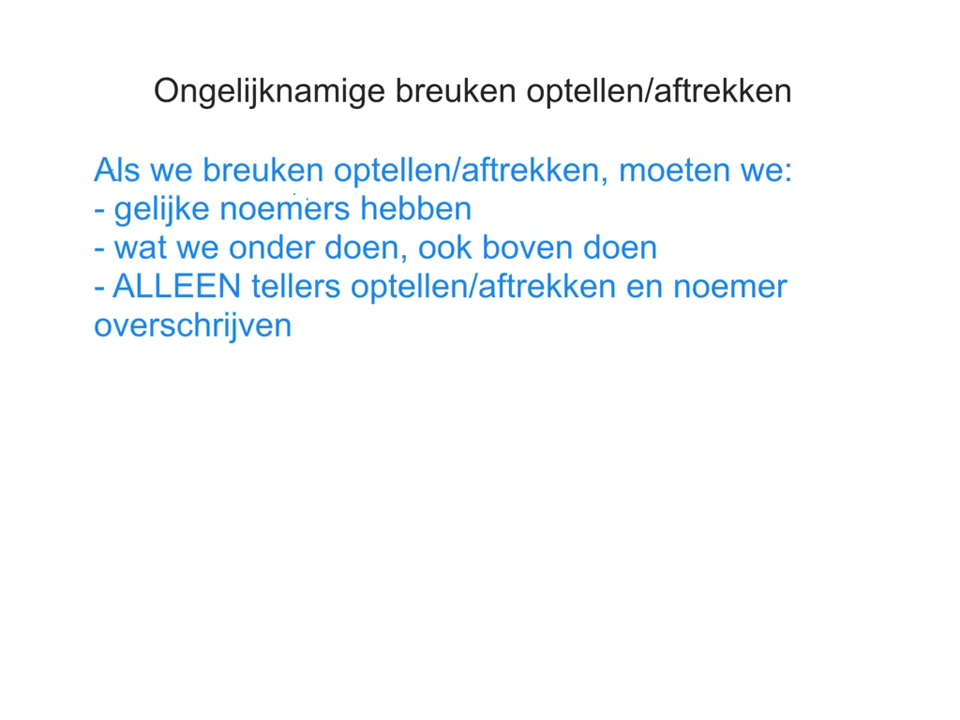 Ongelijknamige breuken optellen/aftrekken
Als we breuken optellen/aftrekken, moeten we:
- gelijke noemers hebben
- wat we onder doen, ook boven doen
- ALLEEN tellers optellen/aftrekken en noemer
overschrijven